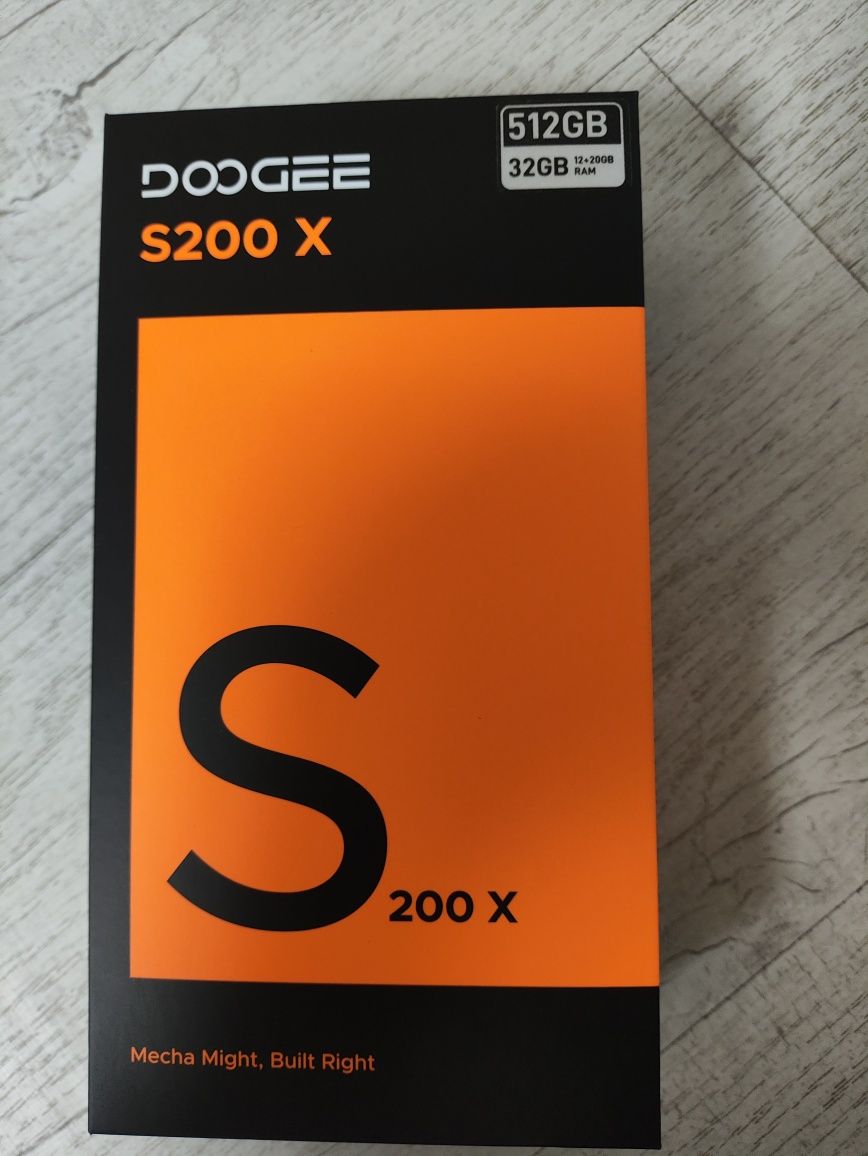 DOOGEE
S200 X
512GB
32GB 12+20GB RAM
S 200 X
Mecha Might, Built Right